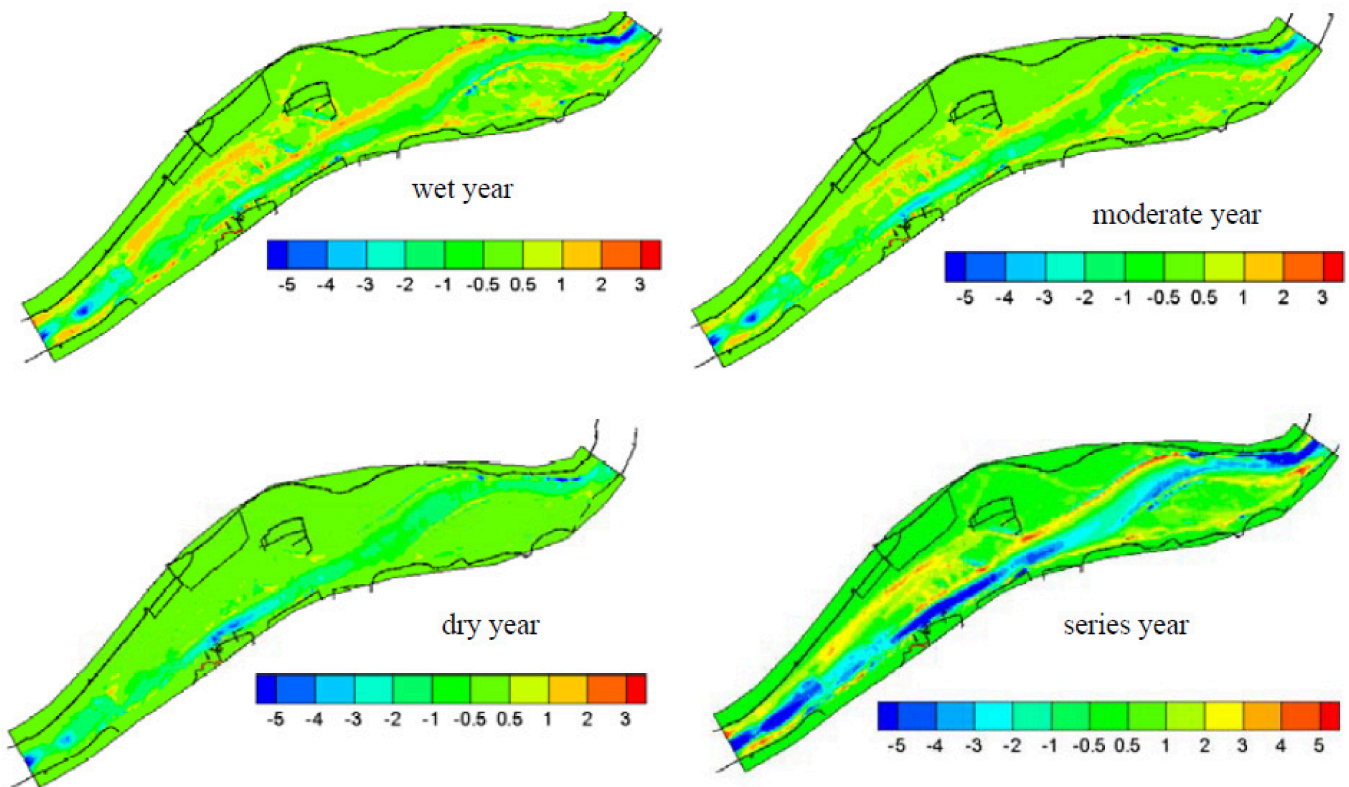 wet year
-5 -4 -3 -2 -1 -0.5 0.5 1 2 3
moderate year
-5 -4 -3 -2 -1 -0.5 0.5 1 2 3
dry year
-5 -4 -3 -2 -1 -0.5 0.5 1 2 3
series year
-5 -4 -3 -2 -1 -0.5 0.5 1 2 3 4 5